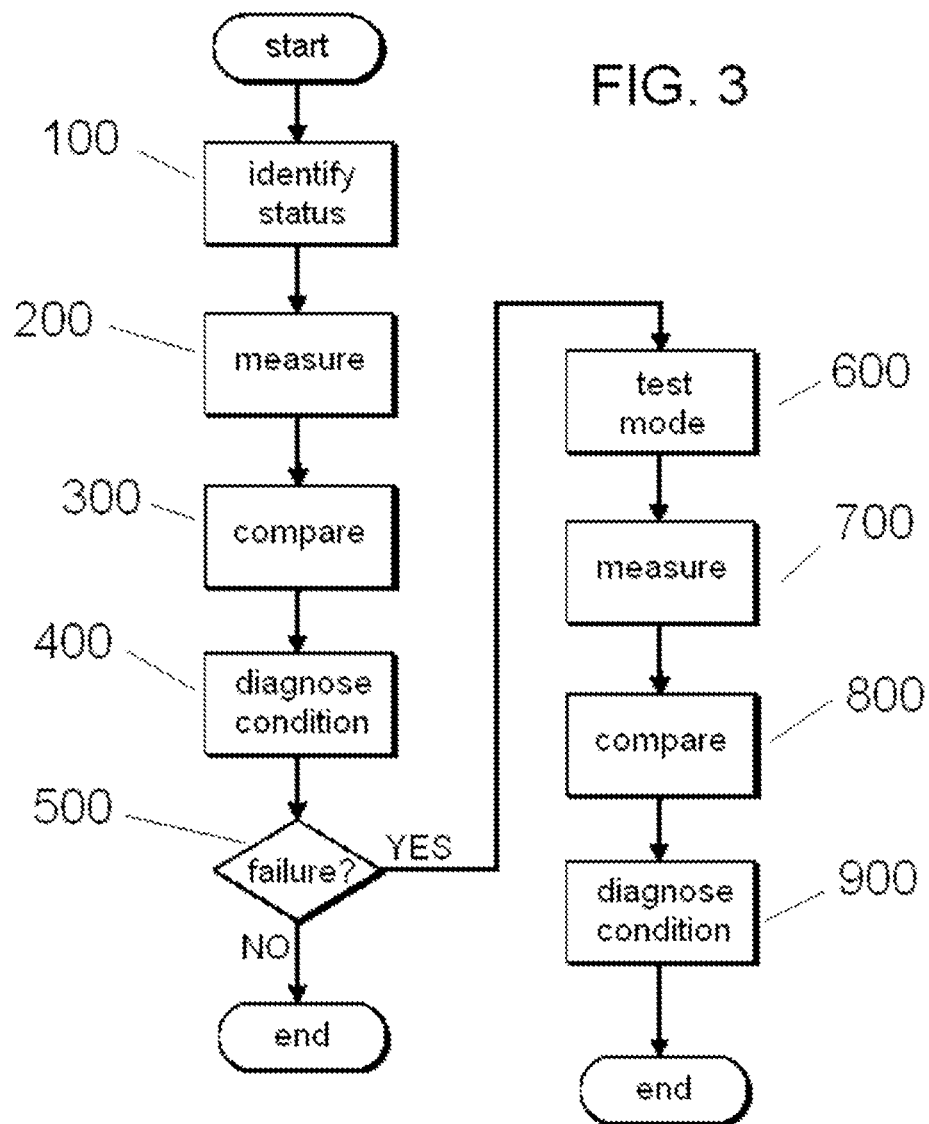 start
FIG. 3
100
identify
status
200
measure
300
compare
400
diagnose
condition
500
failure?
YES
NO
end
600
test
mode
700
measure
800
compare
900
diagnose
condition
end